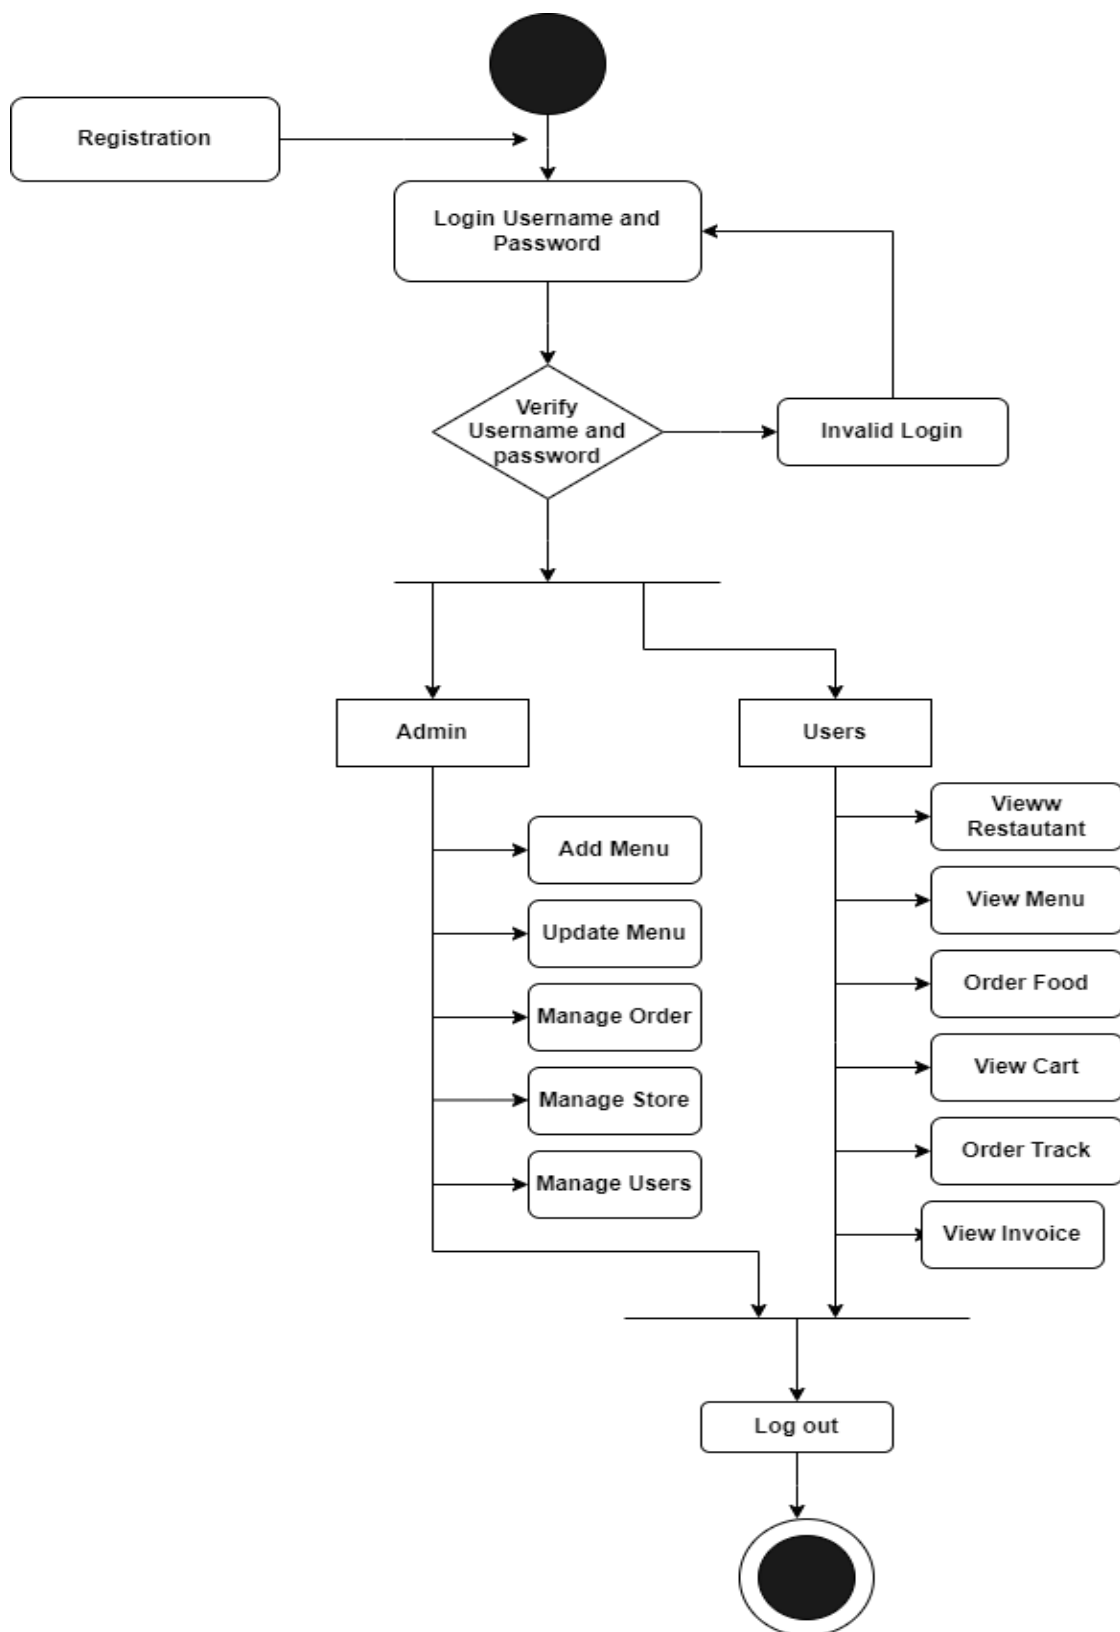 Registration
Login Username and
Password
Verify
Username and
password
Invalid Login
Admin
Users
Add Menu
Update Menu
Manage Order
Manage Store
Manage Users
Vieww
Restautant
View Menu
Order Food
View Cart
Order Track
View Invoice
Log out